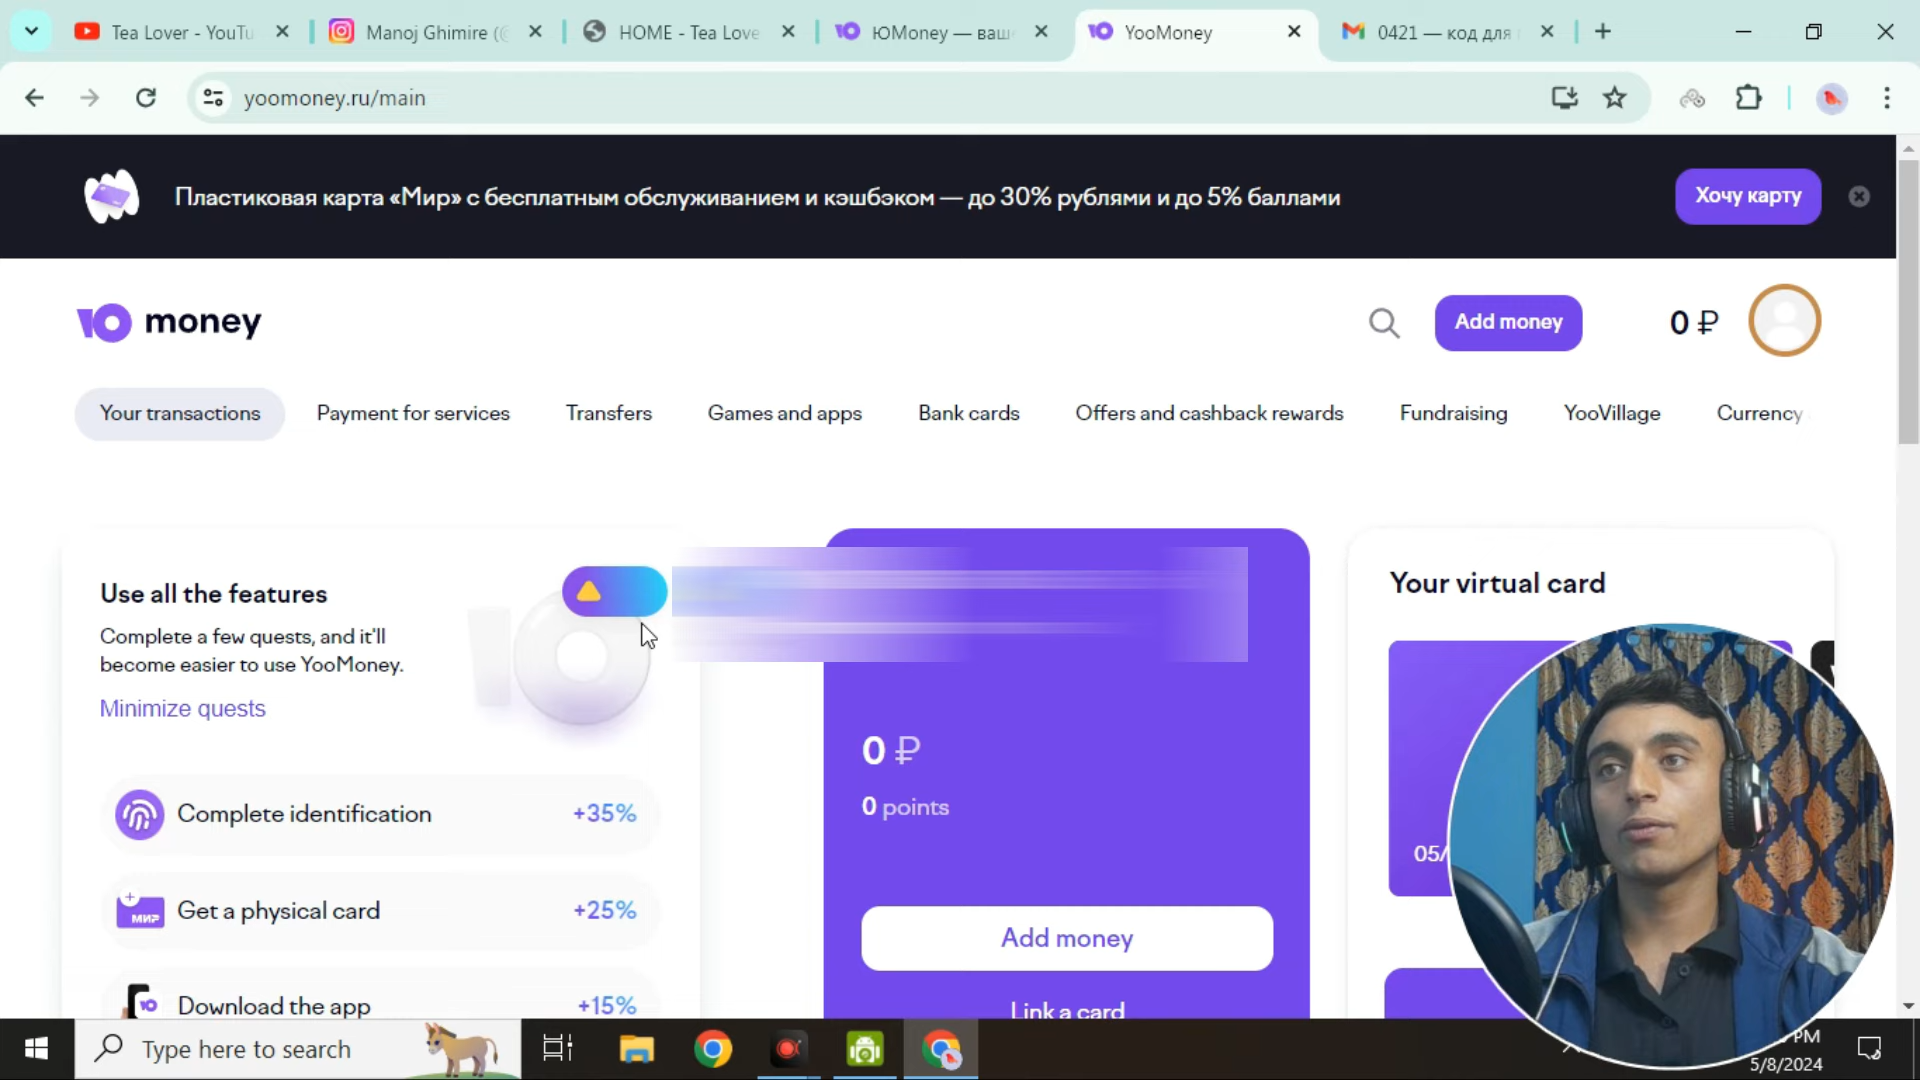 Tea Lover - YouTu
Manoj Ghimire (@
HOME - Tea Love
ЮMoney — ваш
YooMoney
0421 — код для
yoomoney.ru/main
Пластиковая карта «Мир» с бесплатным обслуживанием и кэшбэком — до 30% рублями и до 5% баллами
Хочу карту
Ю money
Add money
0 ₽
Your transactions
Payment for services
Transfers
Games and apps
Bank cards
Offers and cashback rewards
Fundraising
YooVillage
Currency
Use all the features
Complete a few quests, and it'll
become easier to use YooMoney.
Minimize quests
Complete identification
+35%
МИР
Get a physical card
+25%
Download the app
+15%
0 ₽
0 points
Add money
Link a card
Your virtual card
05/
Type here to search
PM
5/8/2024